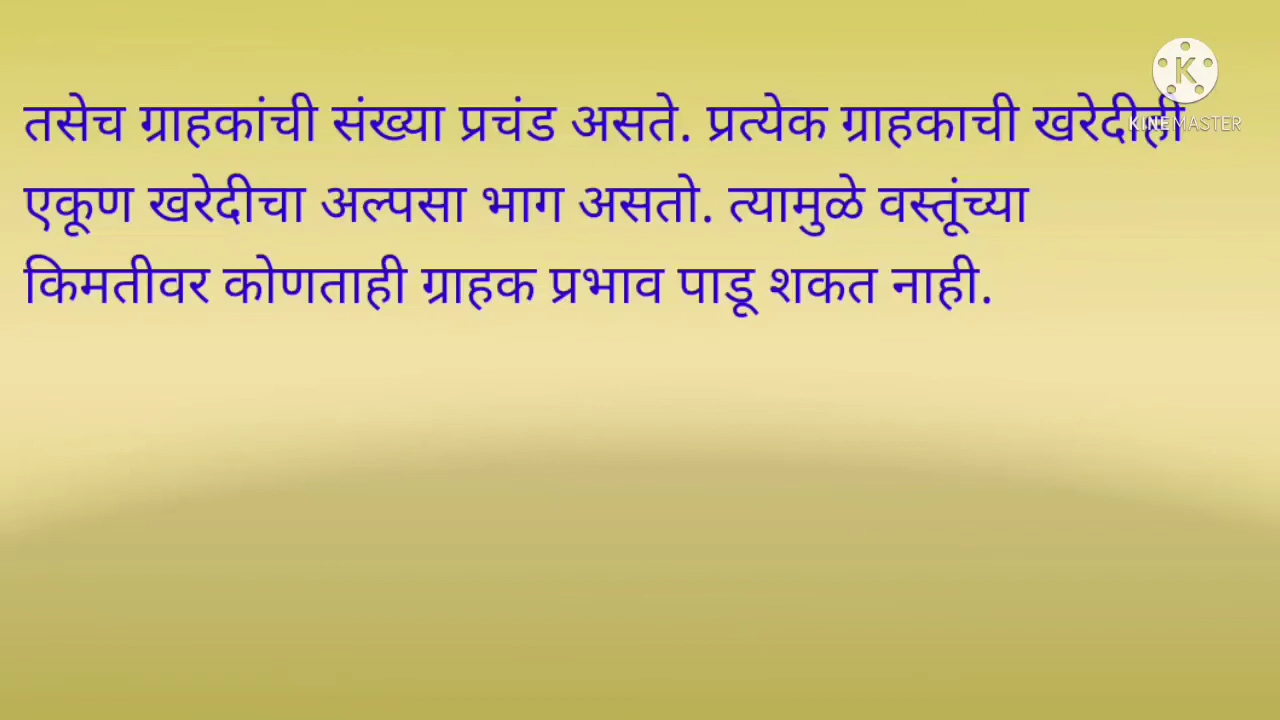 तसेच ग्राहकांची संख्या प्रचंड असते. प्रत्येक ग्राहकाची खरेदीही
एकूण खरेदीचा अल्पसा भाग असतो. त्यामुळे वस्तूंच्या
किमतीवर कोणताही ग्राहक प्रभाव पाडू शकत नाही.
K
KINEMASTER